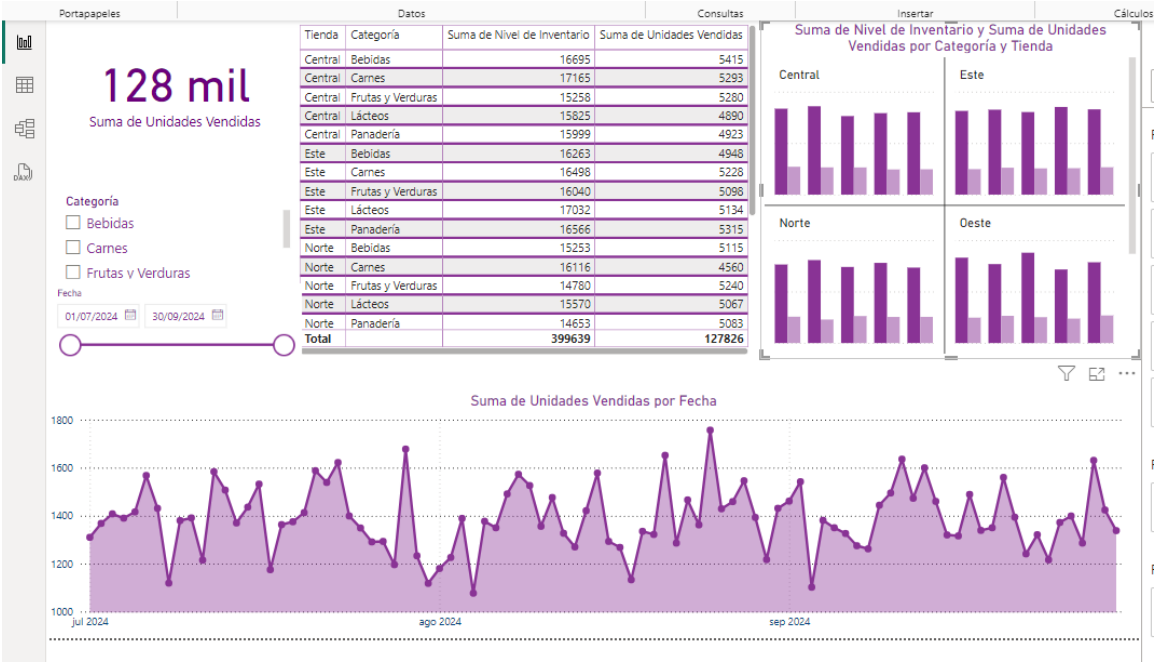 Portapapeles Datos Consultas Insertar Cálculos
DAX
128 mil
Suma de Unidades Vendidas
Categoría
Bebidas
Carnes
Frutas y Verduras
Fecha
01/07/2024 30/09/2024
Tienda Categoría Suma de Nivel de Inventario Suma de Unidades Vendidas
Central Bebidas 16695 5415
Central Carnes 17165 5293
Central Frutas y Verduras 15258 5280
Central Lácteos 15825 4890
Central Panadería 15999 4923
Este Bebidas 16263 4948
Este Carnes 16498 5228
Este Frutas y Verduras 16040 5098
Este Lácteos 17032 5134
Este Panadería 16566 5315
Norte Bebidas 15253 5115
Norte Carnes 16116 4560
Norte Frutas y Verduras 14780 5240
Norte Lácteos 15570 5067
Norte Panadería 14653 5083
Total 399639 127826
Suma de Nivel de Inventario y Suma de Unidades
Vendidas por Categoría y Tienda
Central Este
Norte Oeste
Suma de Unidades Vendidas por Fecha
1800
1600
1400
1200
1000
jul 2024 ago 2024 sep 2024